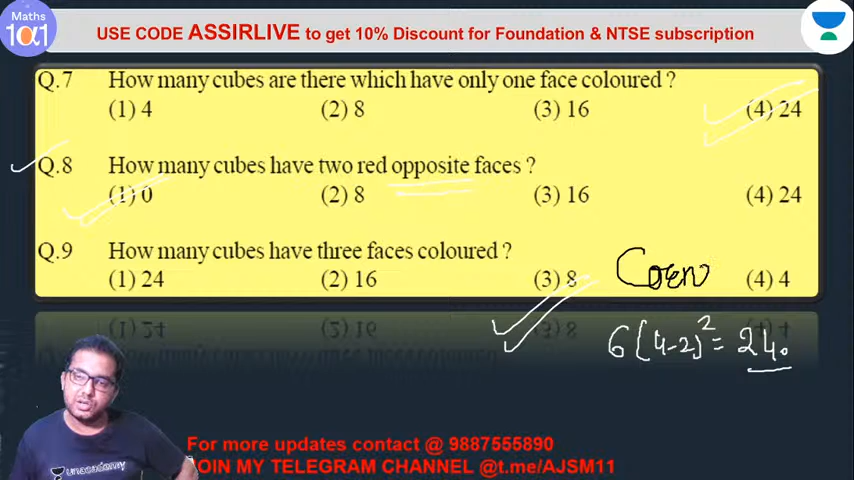 Maths
1α1
USE CODE ASSIRLIVE to get 10% Discount for Foundation & NTSE subscription
Q.7 How many cubes are there which have only one face coloured ?
(1) 4 (2) 8 (3) 16 (4) 24
Q.8 How many cubes have two red opposite faces ?
(1) 0 (2) 8 (3) 16 (4) 24
Q.9 How many cubes have three faces coloured ?
(1) 24 (2) 16 (3) 8 (4) 4
6(4-2)²= 24.
unacademy
For more updates contact @ 9887555890
JOIN MY TELEGRAM CHANNEL @t.me/AJSM11